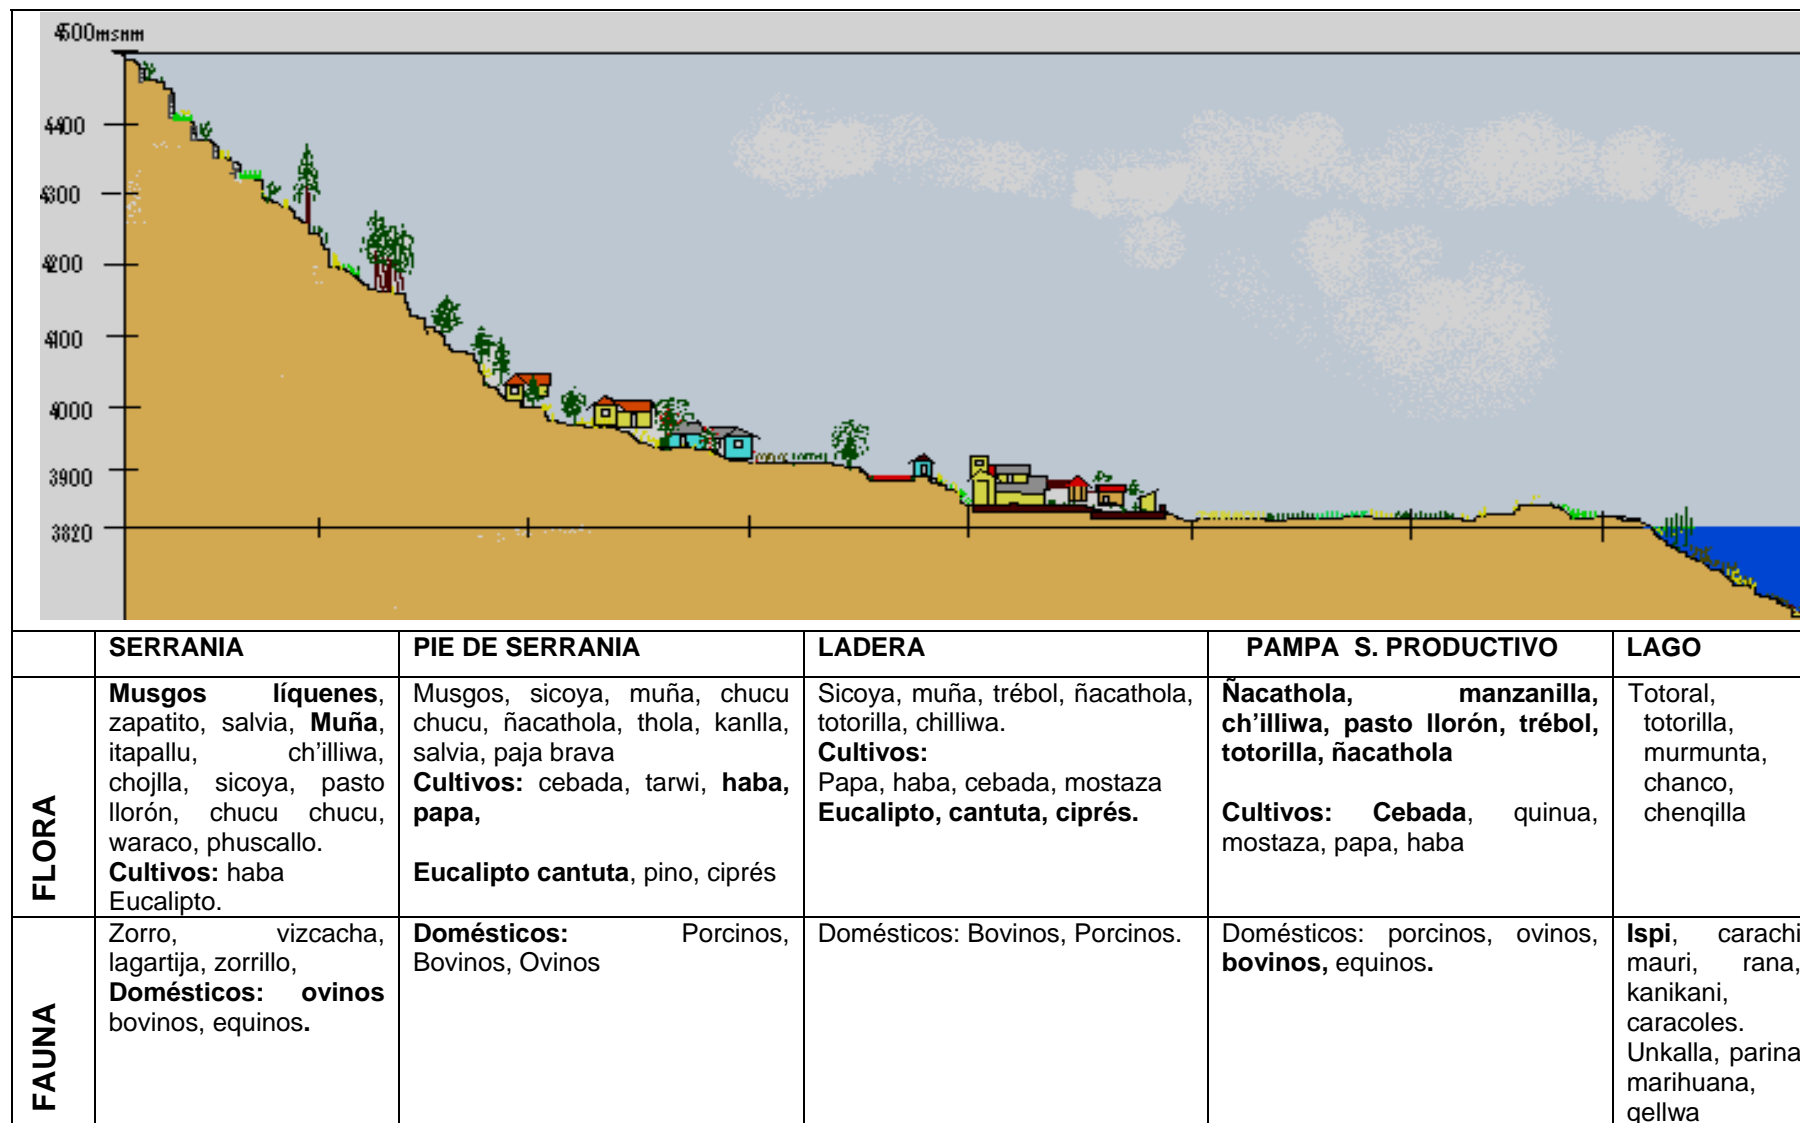 4500msnm
4400
4300
4200
4100
4000
3900
3820
SERRANIA
PIE DE SERRANIA
LADERA
PAMPA S. PRODUCTIVO
LAGO
FLORA
Musgos líquenes,
zapatito, salvia, Muña,
itapallu, ch’illiwa,
chojlla, sicoya, pasto
llorón, chucu chucu,
waraco, phuscallo.
Cultivos: haba
Eucalipto.
Musgos, sicoya, muña, chucu
chucu, ñacathola, thola, kanlla,
salvia, paja brava
Cultivos: cebada, tarwi, haba,
papa,
Eucalipto cantuta, pino, ciprés
Sicoya, muña, trébol, ñacathola,
totorilla, chilliwa.
Cultivos:
Papa, haba, cebada, mostaza
Eucalipto, cantuta, ciprés.
Ñacathola, manzanilla,
ch’illiwa, pasto llorón, trébol,
totorilla, ñacathola
Cultivos: Cebada, quinua,
mostaza, papa, haba
Totoral,
totorilla,
murmunta,
chanco,
chenqilla
FAUNA
Zorro, vizcacha,
lagartija, zorrillo,
Domésticos: ovinos
bovinos, equinos.
Domésticos: Porcinos,
Bovinos, Ovinos
Domésticos: Bovinos, Porcinos.
Domésticos: porcinos, ovinos,
bovinos, equinos.
Ispi, carachi
mauri, rana,
kanikani,
caracoles.
Unkalla, parina
marihuana,
qellwa